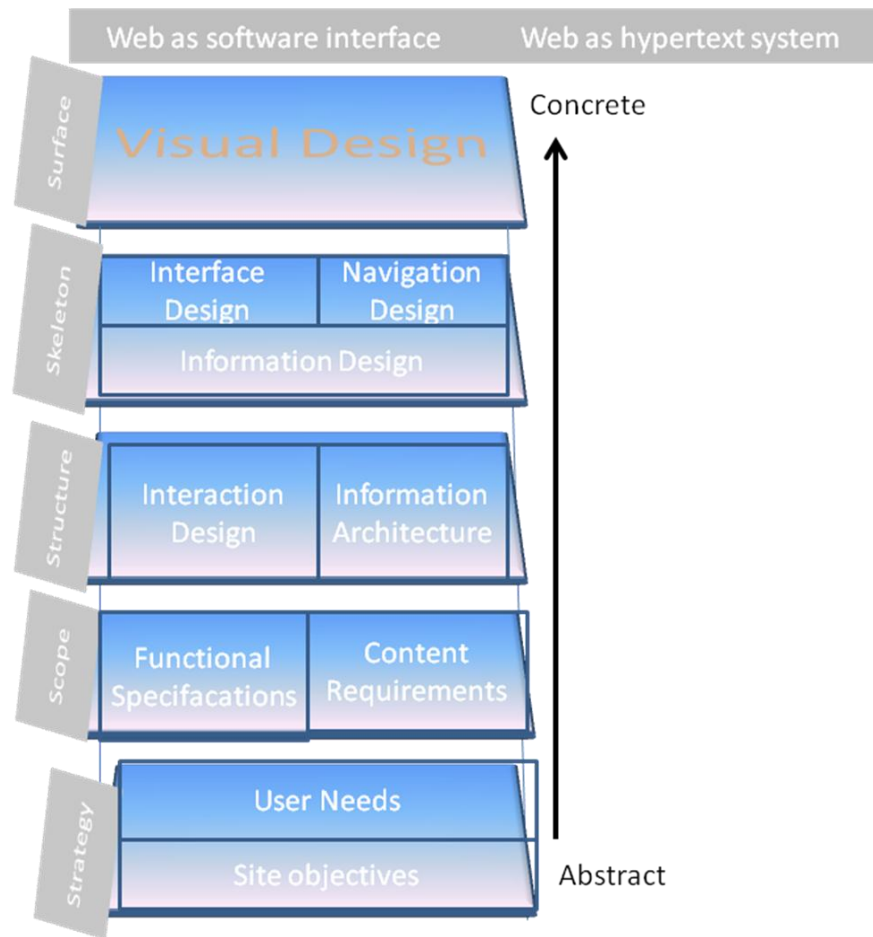 Web as software interface
Web as hypertext system
Surface
Visual Design
Concrete
Skeleton
Interface
Design
Navigation
Design
Information Design
Structure
Interaction
Design
Information
Architecture
Scope
Functional
Specifacations
Content
Requirements
Strategy
User Needs
Site objectives
Abstract